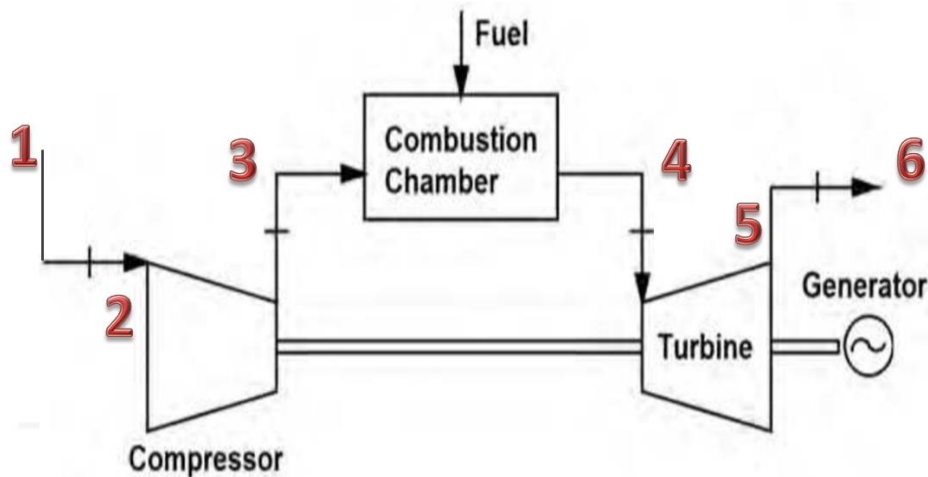 Fuel
1
3
Combustion
Chamber
4
6
5
2
Generator
Turbine
Compressor